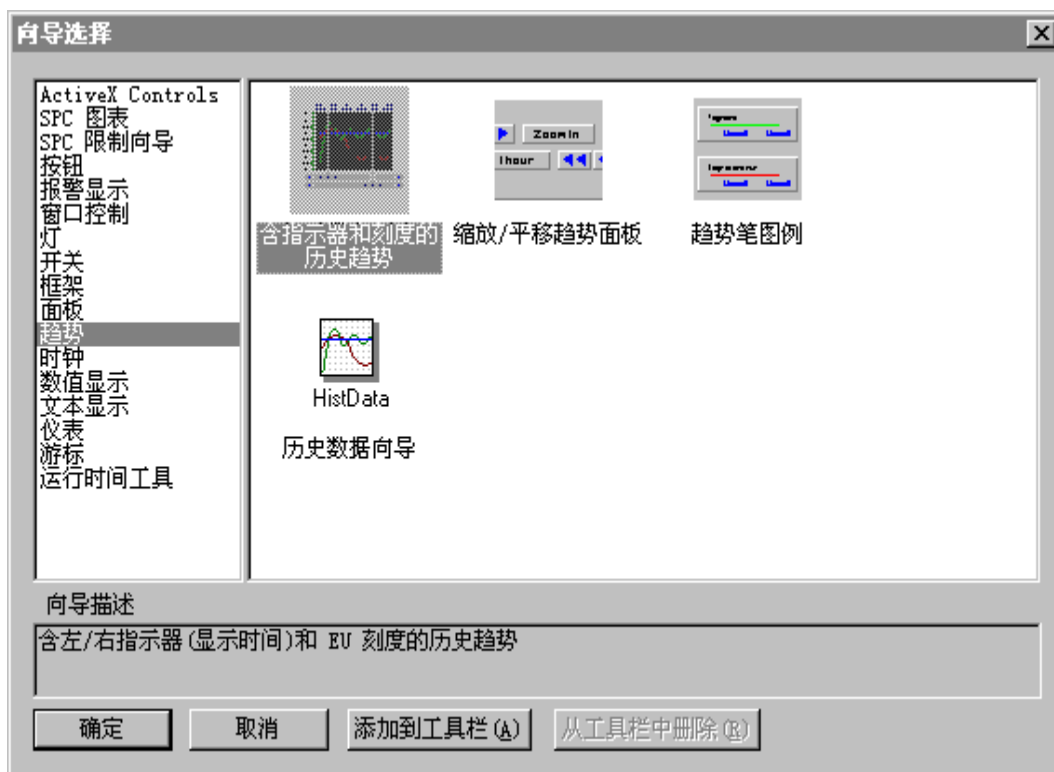 向导选择
ActiveX Controls
SPC 图表
SPC 限制向导
按钮
报警显示
窗口控制
灯
开关
框架
面板
趋势
时钟
数值显示
文本显示
仪表
游标
运行时间工具
Zoom In
1hour
含指示器和刻度的
历史趋势
缩放/平移趋势面板
趋势笔图例
HistData
历史数据向导
向导描述
含左/右指示器(显示时间)和 EU 刻度的历史趋势
确定
取消
添加到工具栏(A)
从工具栏中删除(R)